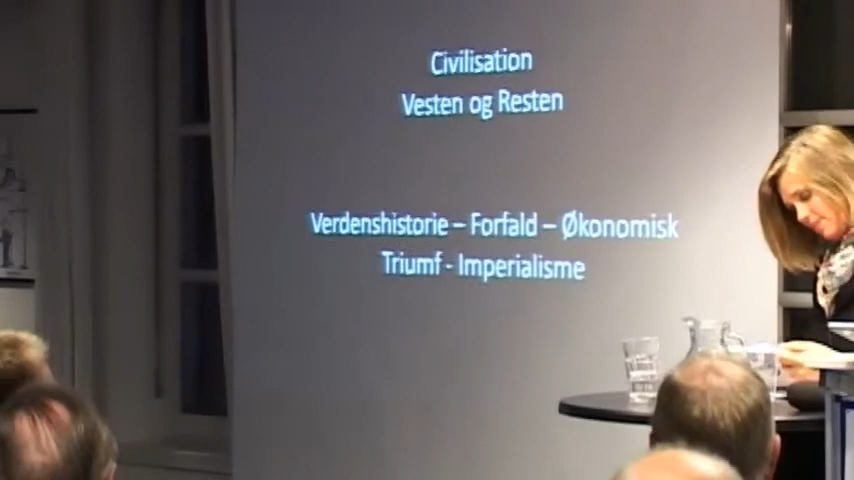 Civilisation
Vesten og Resten
Verdenshistorie – Forfald – Økonomisk
Triumf - Imperialisme